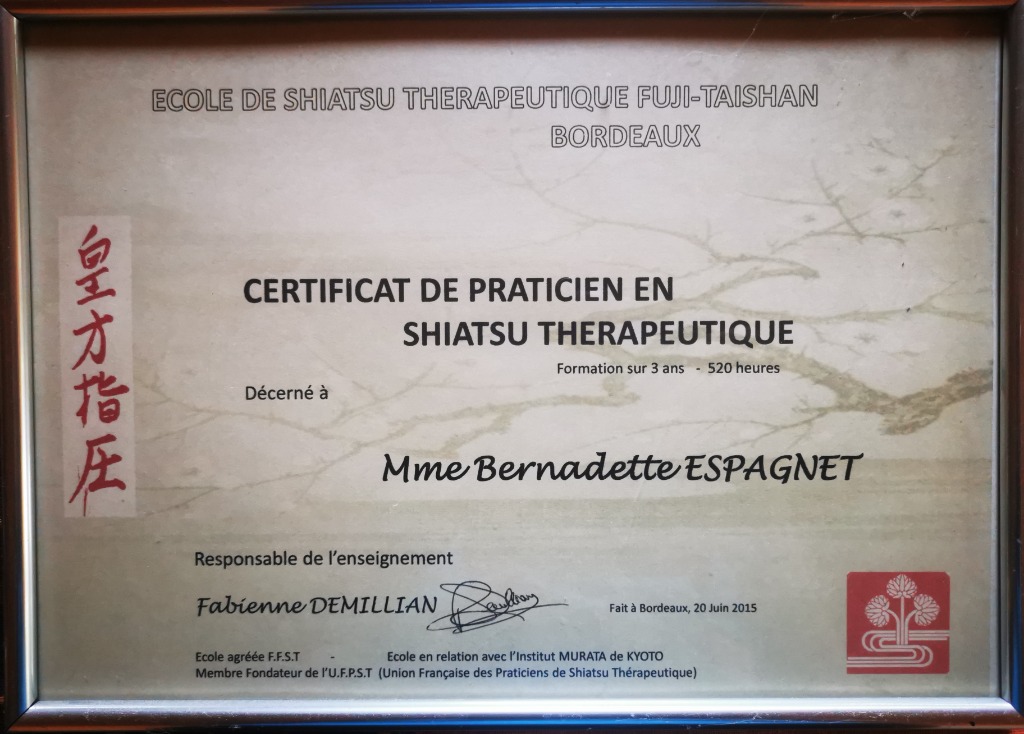 ECOLE DE SHIATSU THERAPEUTIQUE FUJI-TAISHAN
BORDEAUX
皇方指圧
CERTIFICAT DE PRATICIEN EN
SHIATSU THERAPEUTIQUE
Formation sur 3 ans - 520 heures
Décerné à
Mme Bernadette ESPAGNET
Responsable de l'enseignement
Fabienne DEMILLIAN
Fait à Bordeaux, 20 Juin 2015
Ecole agréée F.F.S.T - Ecole en relation avec l'Institut MURATA de KYOTO
Membre Fondateur de l'U.F.P.S.T (Union Française des Praticiens de Shiatsu Thérapeutique)